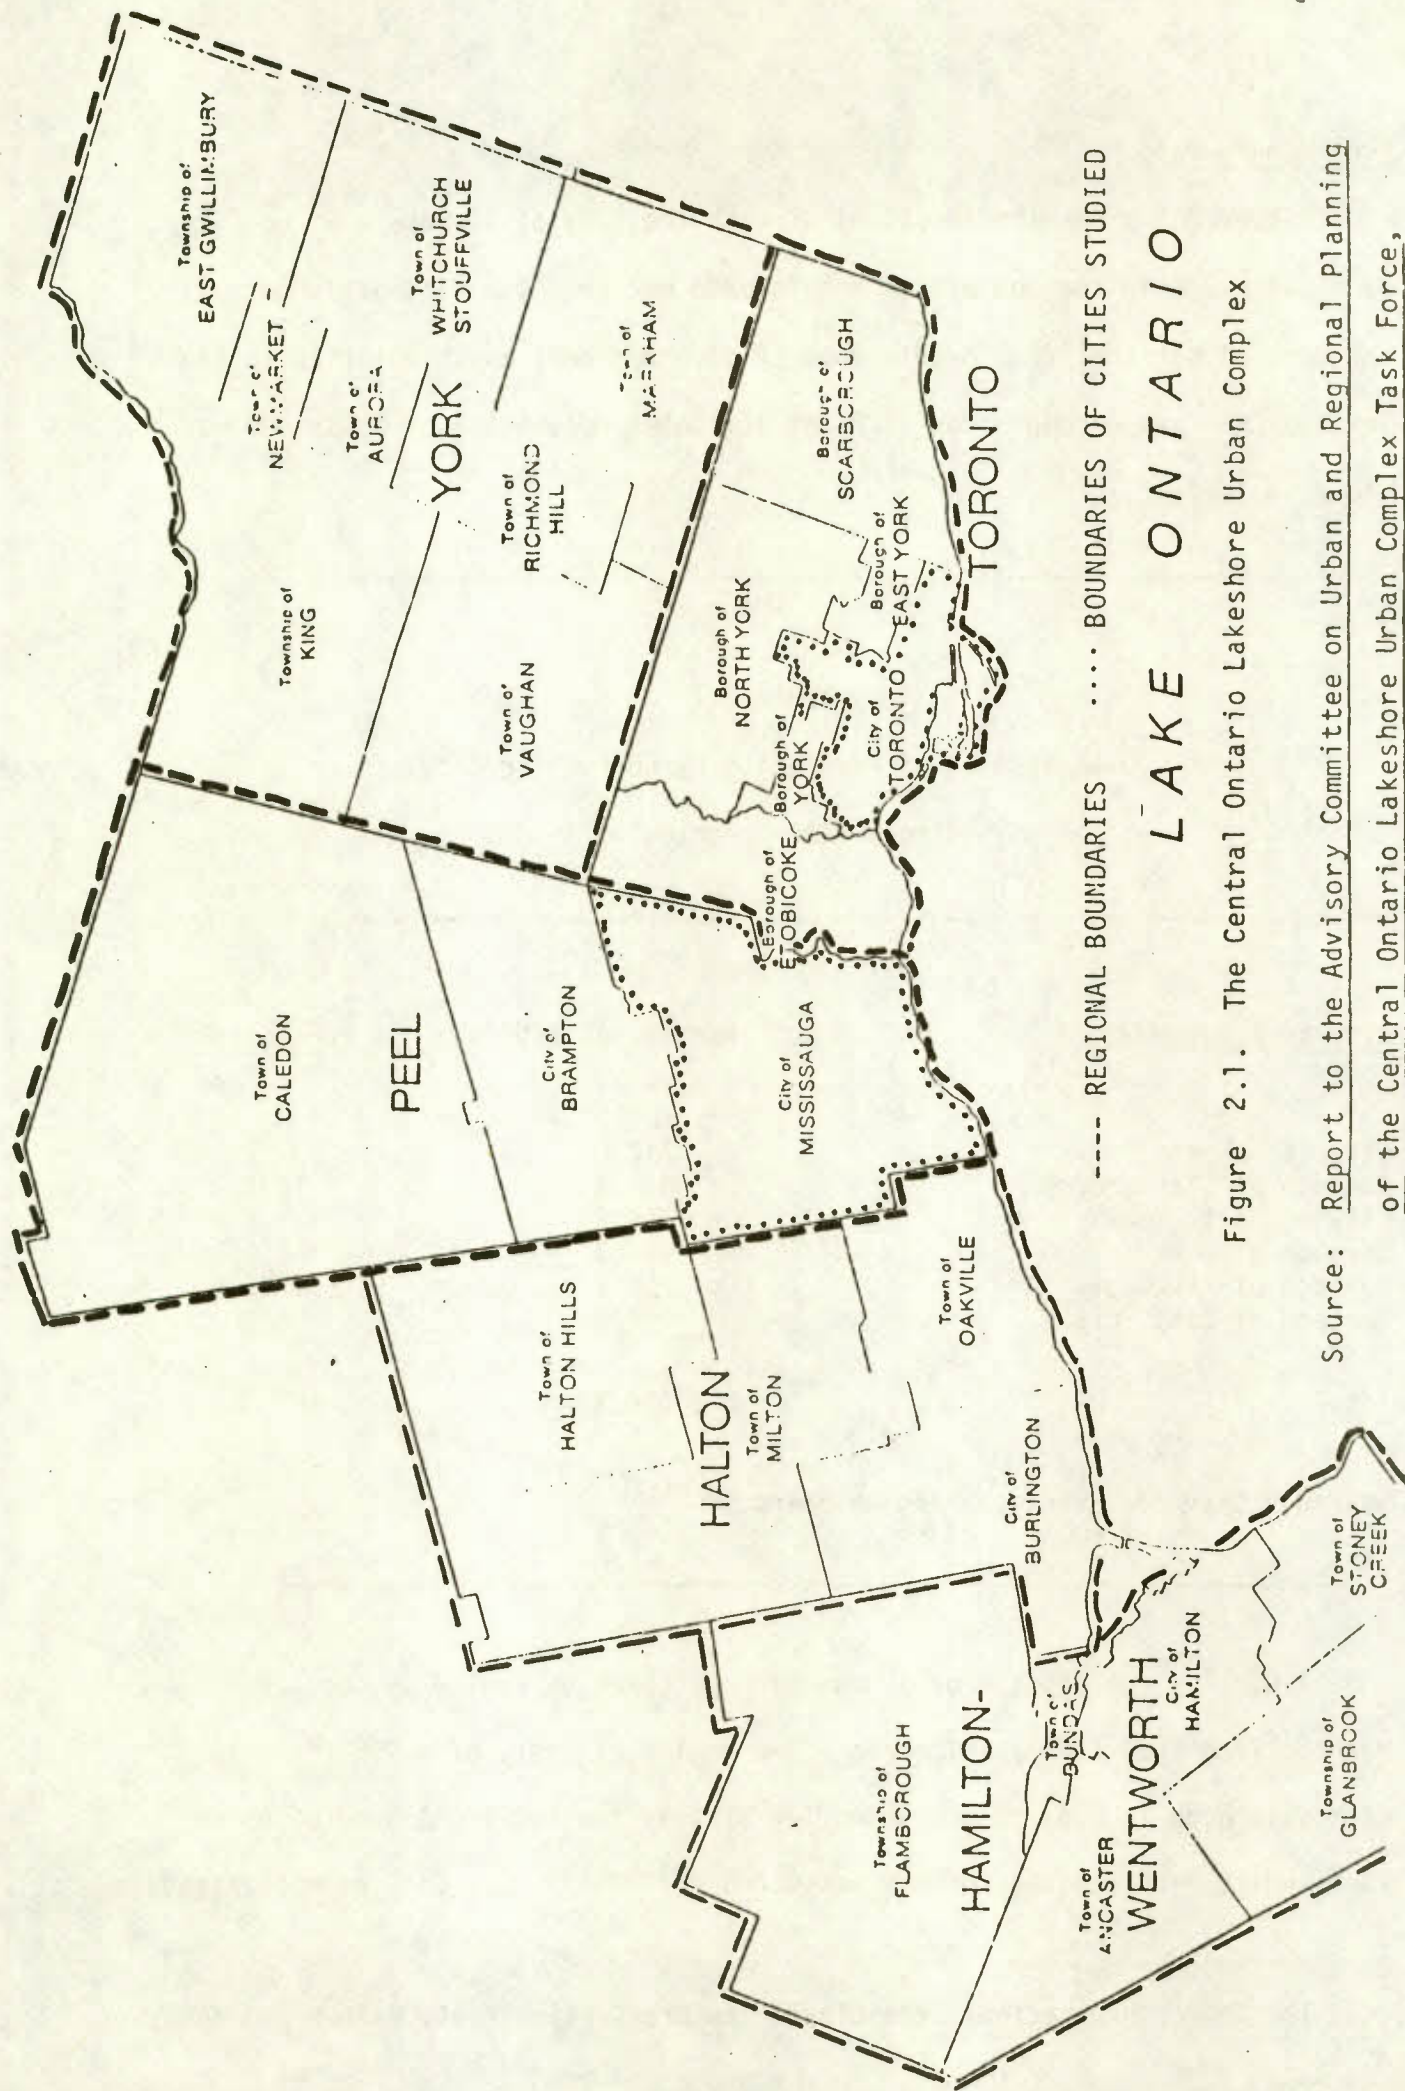 Township of
EAST GWILLIMBURY
Town of
NEWMARKET
Town of
AURORA
Town of
WHITCHURCH
STOUFFVILLE
Township of
KING
YORK
Town of
RICHMOND
HILL
Town of
MARKHAM
Town of
VAUGHAN
Town of
CALEDON
PEEL
City of
BRAMPTON
City of
MISSISSAUGA
Borough of
NORTH YORK
Borough of
SCARBOROUGH
Borough of
EAST YORK
Borough of
YORK
City of
TORONTO
Borough of
ETOBICOKE
TORONTO
Town of
HALTON HILLS
HALTON
Town of
MILTON
Town of
OAKVILLE
City of
BURLINGTON
Township of
FLAMBOROUGH
HAMILTON-
WENTWORTH
Town of
DUNDAS
City of
HAMILTON
Town of
ANCASTER
Township of
GLANBROOK
Town of
STONEY
CREEK
---- REGIONAL BOUNDARIES .... BOUNDARIES OF CITIES STUDIED
LAKE ONTARIO
Figure 2.1. The Central Ontario Lakeshore Urban Complex
Source: Report to the Advisory Committee on Urban and Regional Planning
of the Central Ontario Lakeshore Urban Complex Task Force,